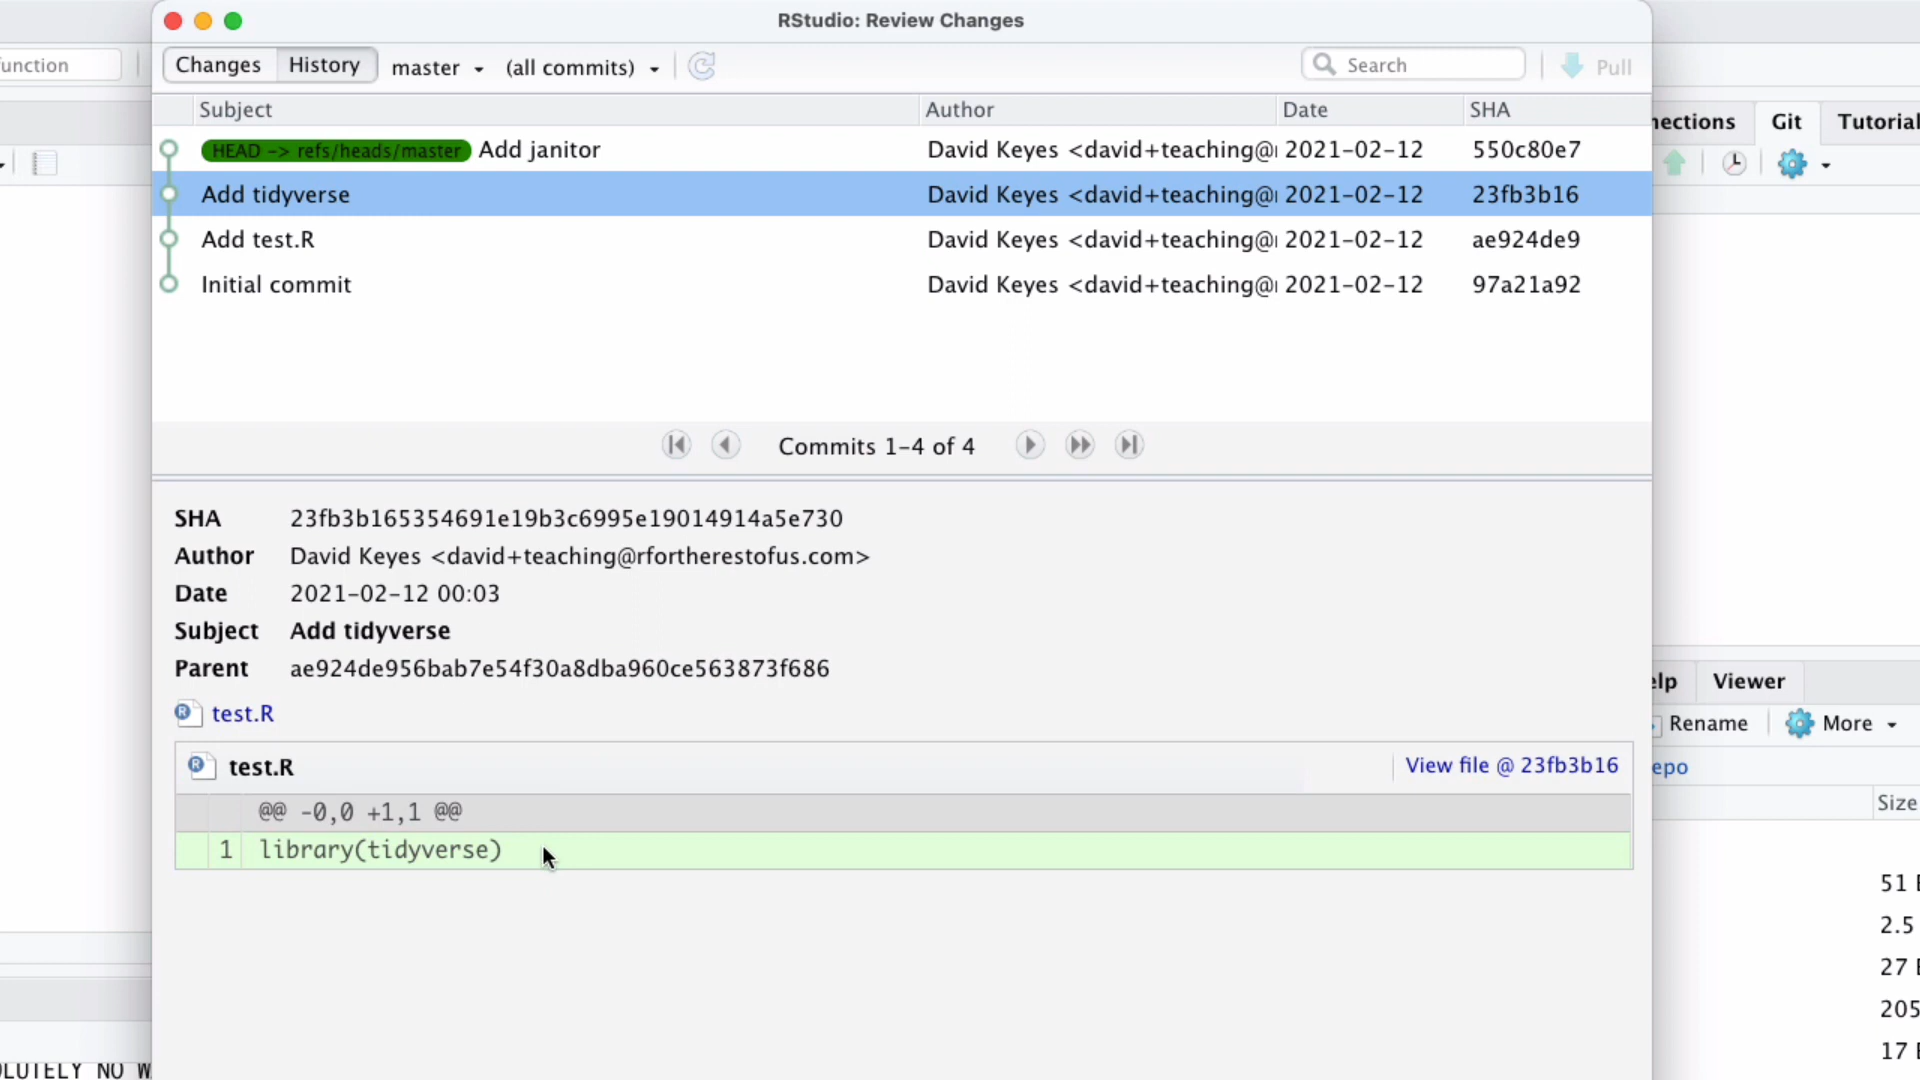 RStudio: Review Changes
unction
Changes History master (all commits) Search Pull
Subject Author Date SHA
nections Git Tutorial
HEAD -> refs/heads/master Add janitor David Keyes <david+teaching@ 2021-02-12 550c80e7
Add tidyverse David Keyes <david+teaching@ 2021-02-12 23fb3b16
Add test.R David Keyes <david+teaching@ 2021-02-12 ae924de9
Initial commit David Keyes <david+teaching@ 2021-02-12 97a21a92
Commits 1-4 of 4
SHA 23fb3b165354691e19b3c6995e19014914a5e730
Author David Keyes <david+teaching@rfortherestofus.com>
Date 2021-02-12 00:03
Subject Add tidyverse
Parent ae924de956bab7e54f30a8dba960ce563873f686
elp Viewer
test.R
Rename More
test.R View file @ 23fb3b16
epo
@@ -0,0 +1,1 @@
Size
1 library(tidyverse)
51
2.5
27
205
17
LUTELY NO W